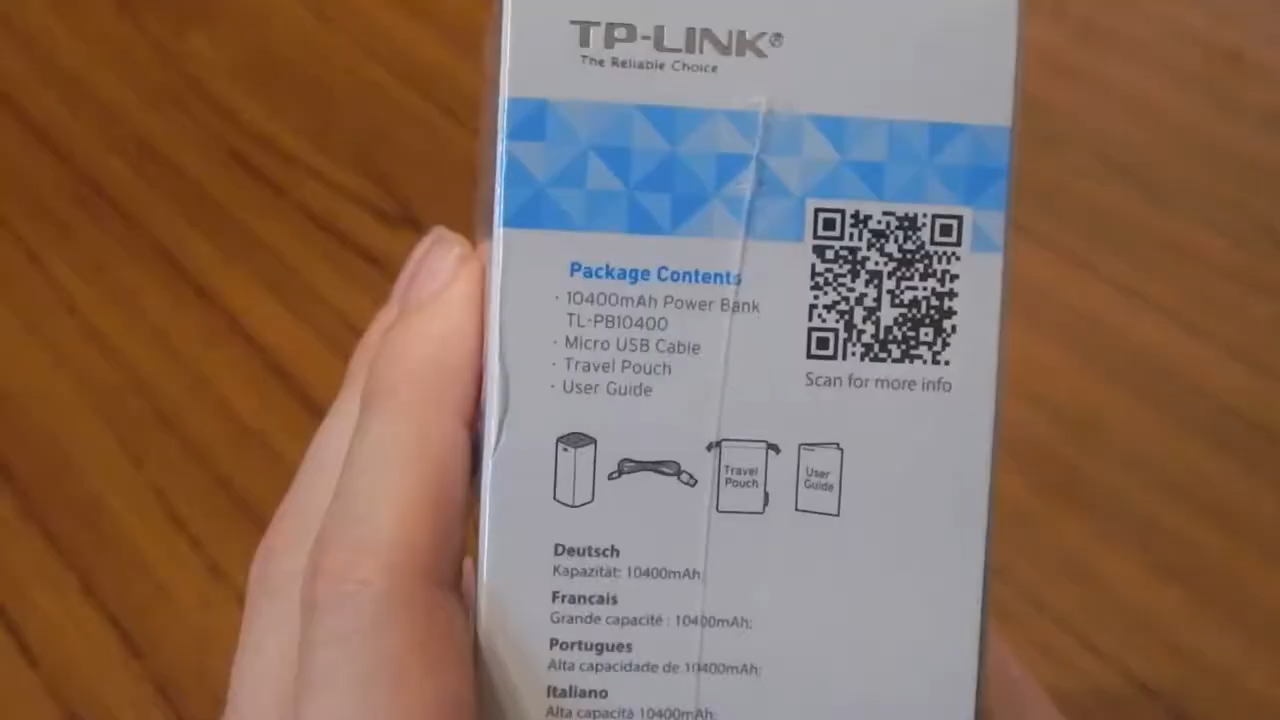 TP-LINK®
The Reliable Choice
Package Contents
· 10400mAh Power Bank
TL-PB10400
· Micro USB Cable
· Travel Pouch
· User Guide
Scan for more info
Travel
Pouch
User
Guide
Deutsch
Kapazität: 10400mAh;
Francais
Grande capacité : 10400mAh;
Portugues
Alta capacidade de 10400mAh;
Italiano
Alta capacità 10400mAh;